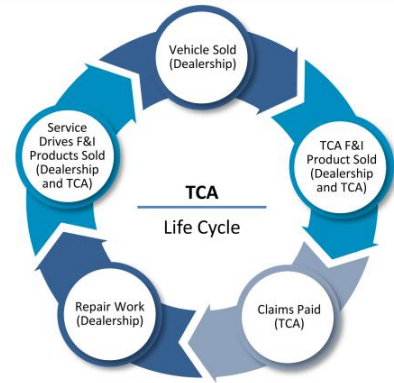 Vehicle Sold
(Dealership)
TCA F&I
Product Sold
(Dealership
and TCA)
Claims Paid
(TCA)
Repair Work
(Dealership)
Service
Drives F&I
Products Sold
(Dealership
and TCA)
TCA
Life Cycle